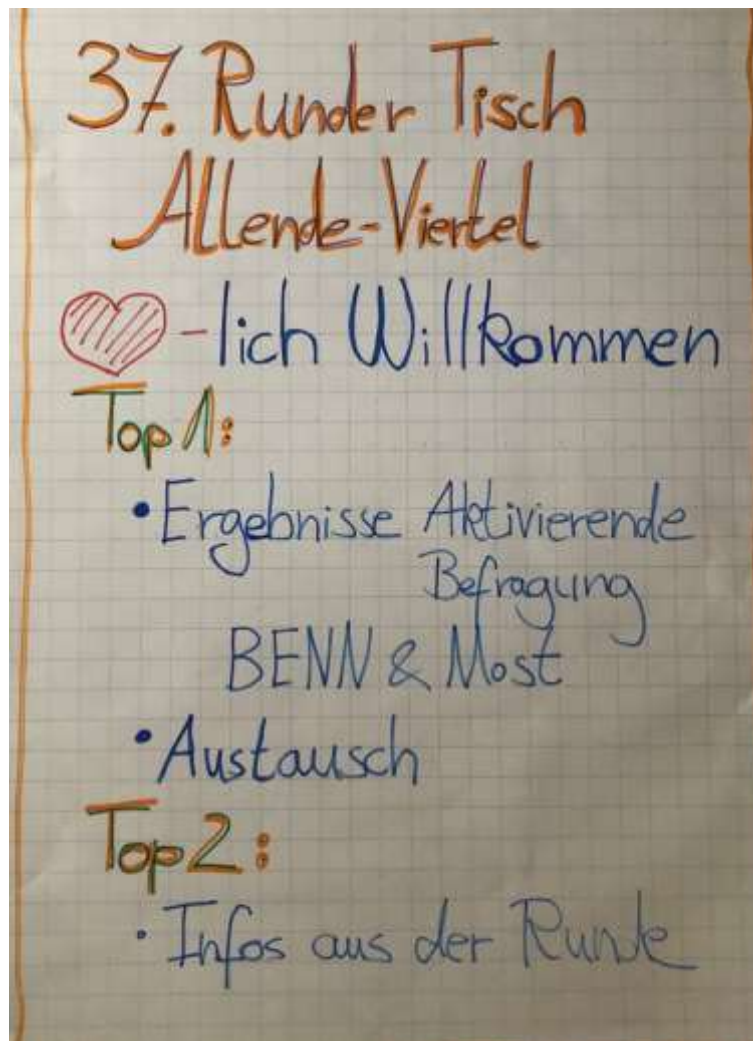 37. Runder Tisch
Allende-Viertel
-lich Willkommen
Top 1:
• Ergebnisse Aktivierende
Befragung
BENN & Most
• Austausch
Top 2:
• Infos aus der Runde